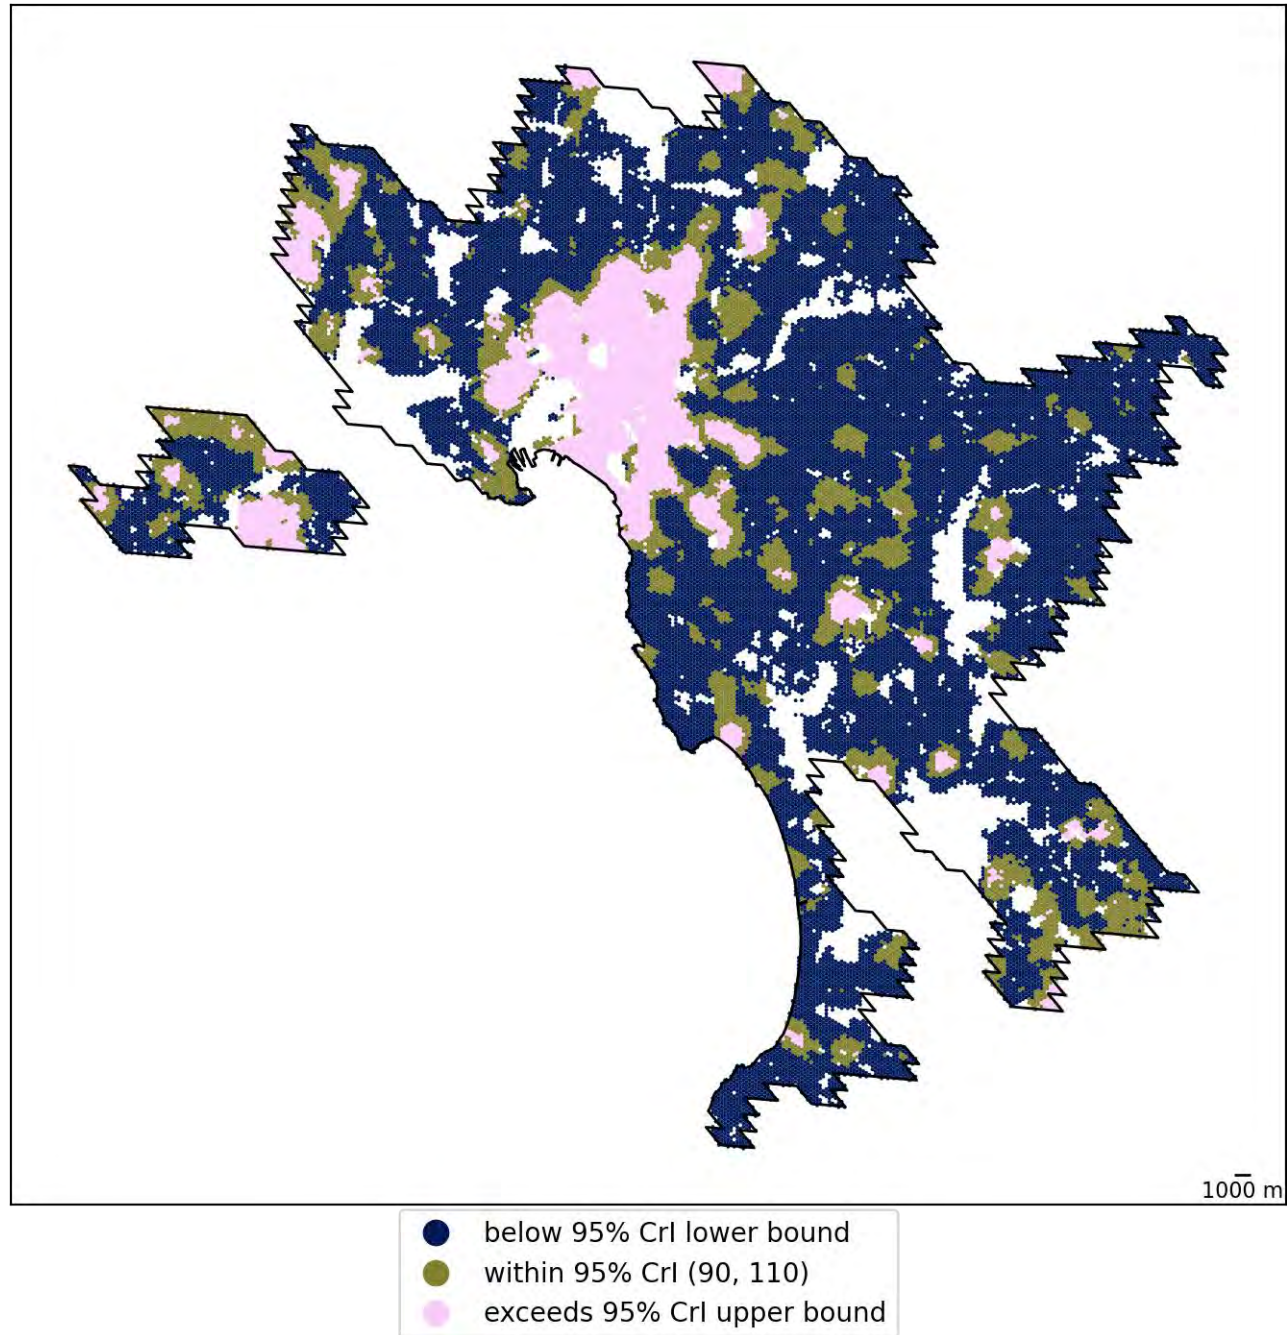 1000 m
below 95% CrI lower bound
within 95% CrI (90, 110)
exceeds 95% CrI upper bound